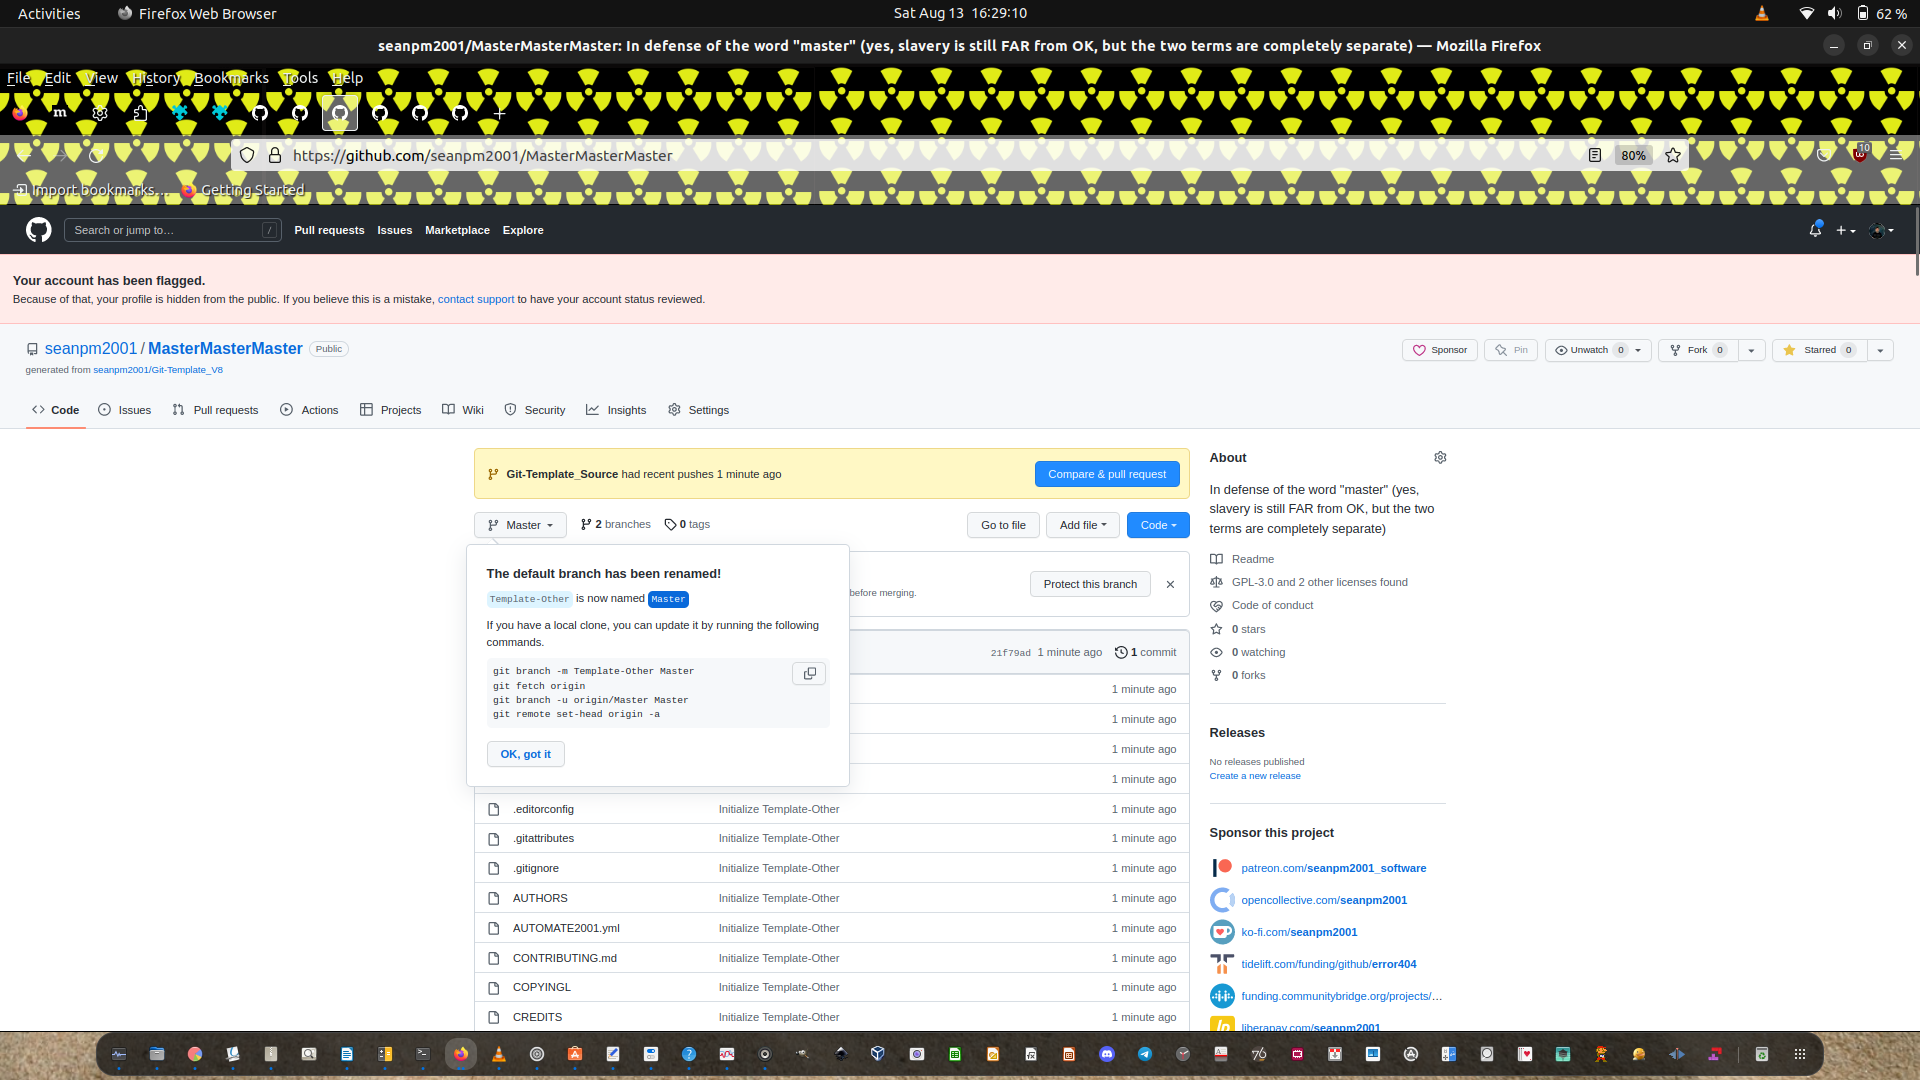 Activities
Firefox Web Browser
Sat Aug 13 16:29:10
62 %
seanpm2001/MasterMasterMaster: In defense of the word "master" (yes, slavery is still FAR from OK, but the two terms are completely separate) — Mozilla Firefox
File Edit View History Bookmarks Tools Help
m
https://github.com/seanpm2001/MasterMasterMaster
80%
10
Import bookmarks...
Getting Started
Search or jump to...
/
Pull requests
Issues
Marketplace
Explore
Your account has been flagged.
Because of that, your profile is hidden from the public. If you believe this is a mistake, contact support to have your account status reviewed.
seanpm2001 / MasterMasterMaster
Public
Sponsor
Pin
Unwatch 0
Fork 0
Starred 0
generated from seanpm2001/Git-Template_V8
Code
Issues
Pull requests
Actions
Projects
Wiki
Security
Insights
Settings
Git-Template_Source had recent pushes 1 minute ago
Compare & pull request
Master
2 branches
0 tags
Go to file
Add file
Code
The default branch has been renamed!
Template-Other is now named Master
If you have a local clone, you can update it by running the following
commands.
git branch -m Template-Other Master
git fetch origin
git branch -u origin/Master Master
git remote set-head origin -a
OK, got it
before merging.
Protect this branch
21f79ad 1 minute ago
1 commit
1 minute ago
1 minute ago
1 minute ago
1 minute ago
.editorconfig Initialize Template-Other 1 minute ago
.gitattributes Initialize Template-Other 1 minute ago
.gitignore Initialize Template-Other 1 minute ago
AUTHORS Initialize Template-Other 1 minute ago
AUTOMATE2001.yml Initialize Template-Other 1 minute ago
CONTRIBUTING.md Initialize Template-Other 1 minute ago
COPYINGL Initialize Template-Other 1 minute ago
CREDITS Initialize Template-Other 1 minute ago
About
In defense of the word "master" (yes,
slavery is still FAR from OK, but the two
terms are completely separate)
Readme
GPL-3.0 and 2 other licenses found
Code of conduct
0 stars
0 watching
0 forks
Releases
No releases published
Create a new release
Sponsor this project
patreon.com/seanpm2001_software
opencollective.com/seanpm2001
ko-fi.com/seanpm2001
tidelift.com/funding/github/error404
funding.communitybridge.org/projects/...
liberapay.com/seanpm2001